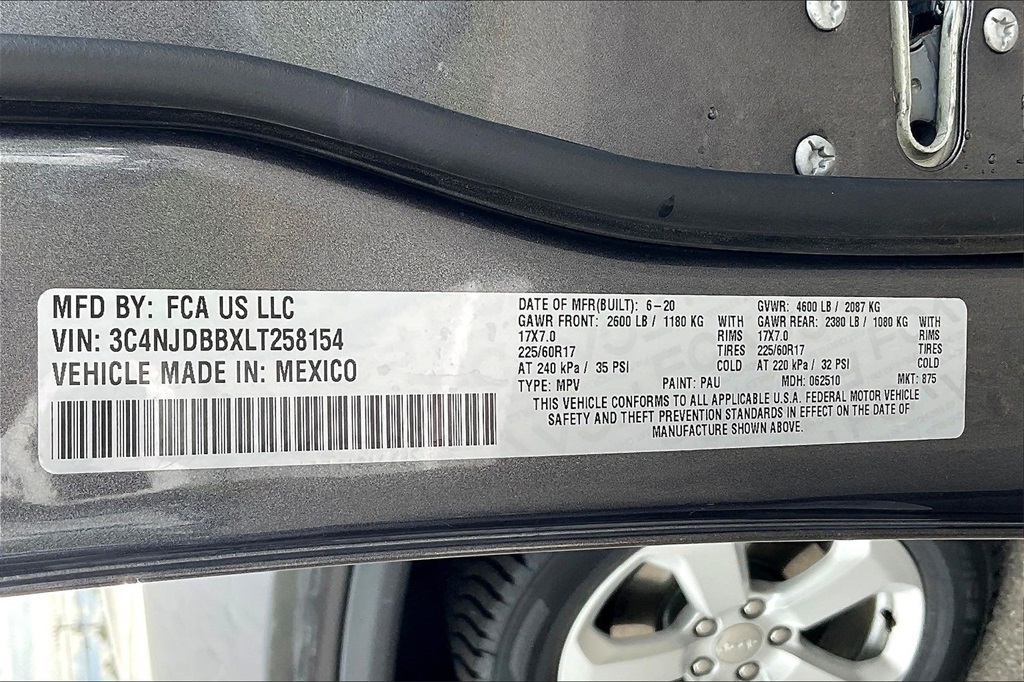 MFD BY: FCA US LLC
VIN: 3C4NJDBBXLT258154
VEHICLE MADE IN: MEXICO
DATE OF MFR(BUILT): 6-20 GVWR: 4600 LB / 2087 KG
GAWR FRONT: 2600 LB / 1180 KG WITH GAWR REAR: 2380 LB / 1080 KG WITH
17X7.0 RIMS 17X7.0 RIMS
225/60R17 TIRES 225/60R17 TIRES
AT 240 kPa / 35 PSI COLD AT 220 kPa / 32 PSI COLD
TYPE: MPV PAINT: PAU MDH: 062510 MKT: 875
THIS VEHICLE CONFORMS TO ALL APPLICABLE U.S.A. FEDERAL MOTOR VEHICLE
SAFETY AND THEFT PREVENTION STANDARDS IN EFFECT ON THE DATE OF
MANUFACTURE SHOWN ABOVE.
Jeep